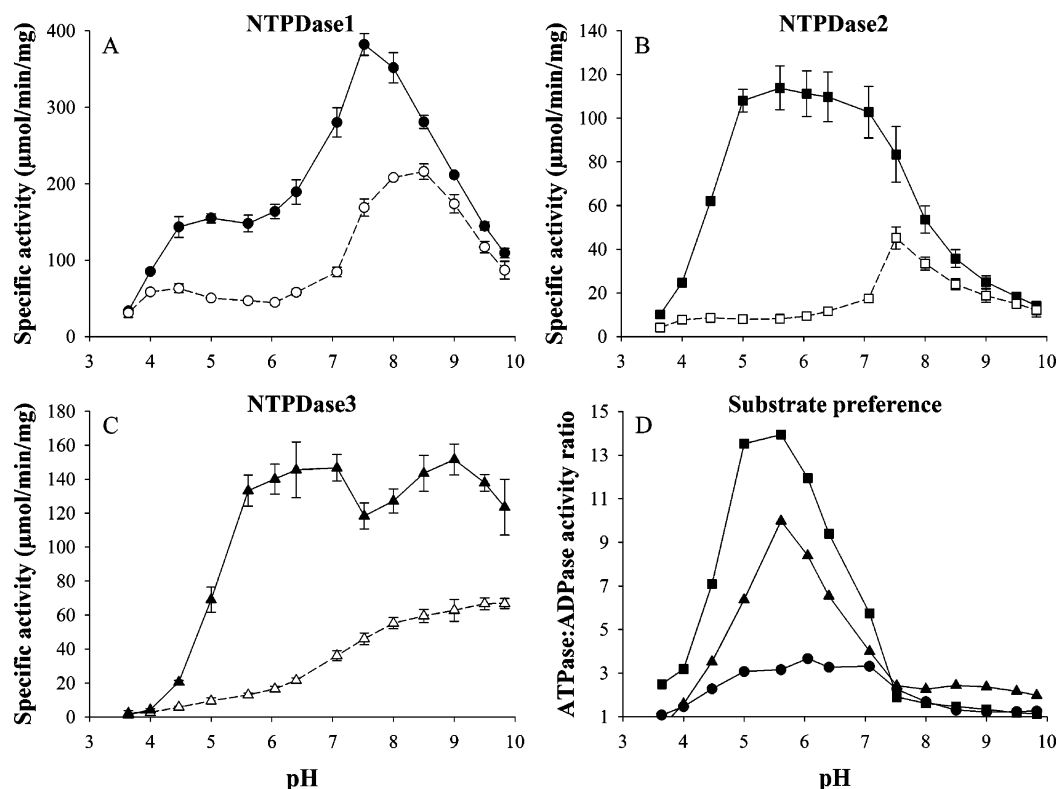 NTPDase1
A
Specific activity (µmol/min/mg)
400
300
200
100
0
3 4 5 6 7 8 9 10
NTPDase2
B
Specific activity (µmol/min/mg)
140
120
100
80
60
40
20
0
3 4 5 6 7 8 9 10
NTPDase3
C
Specific activity (µmol/min/mg)
180
160
140
120
100
80
60
40
20
0
3 4 5 6 7 8 9 10
pH
Substrate preference
D
ATPase:ADPase activity ratio
15
13
11
9
7
5
3
1
3 4 5 6 7 8 9 10
pH